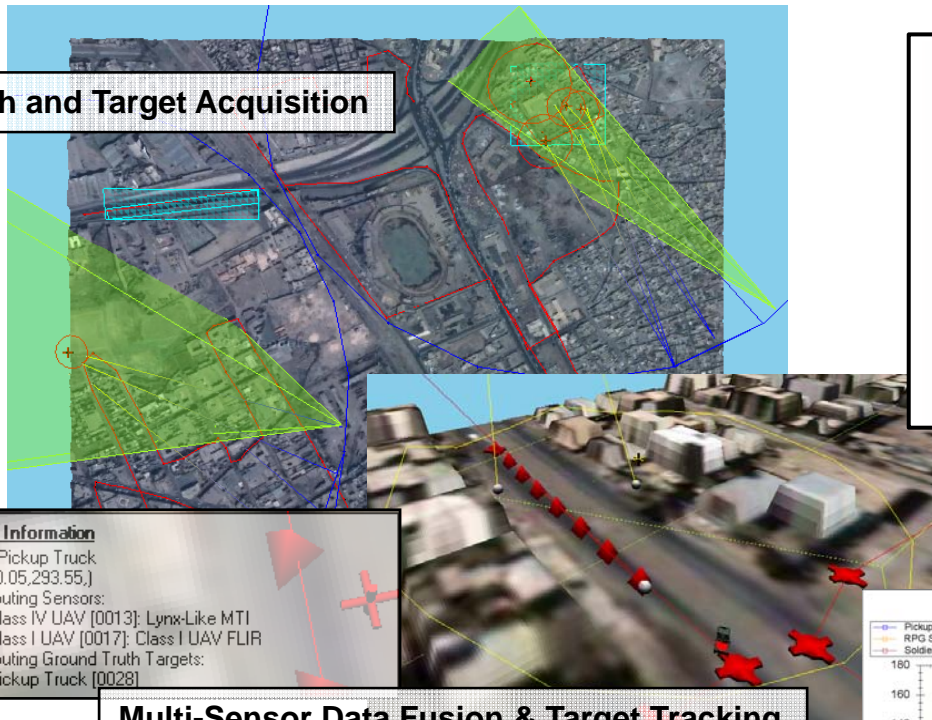 h and Target Acquisition
Information
Pickup Truck
0.05,293.55,)
outing Sensors:
lass IV UAV [0013]: Lynx-Like MTI
lass I UAV [0017]: Class I UAV FLIR
outing Ground Truth Targets:
ickup Truck [0028]
Multi-Sensor Data Fusion & Target Tracking
Pickup
RPG S
Soldie
180
160